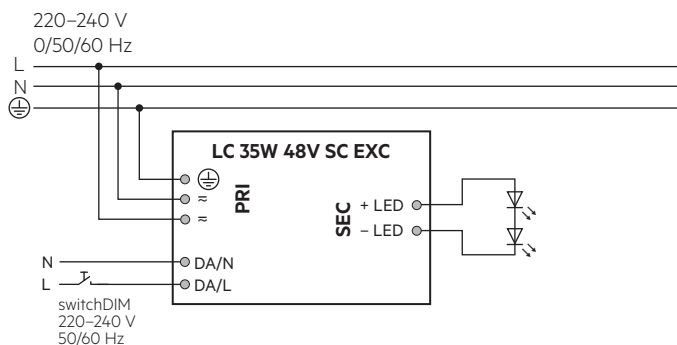 220–240 V
0/50/60 Hz
L
N
LC 35W 48V SC EXC
PRI
≂
≂
SEC
+ LED
– LED
N
DA/N
L
DA/L
switchDIM
220–240 V
50/60 Hz